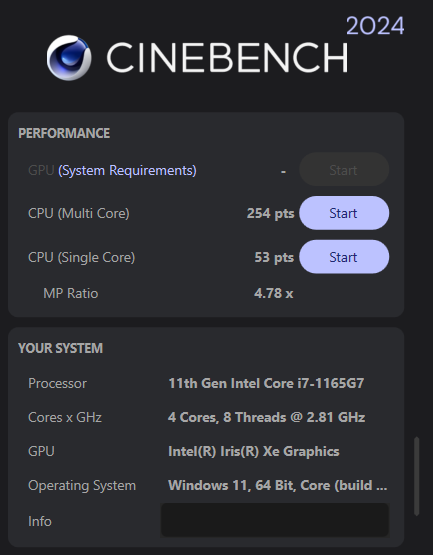 2024
CINEBENCH
PERFORMANCE
GPU (System Requirements) - Start
CPU (Multi Core) 254 pts Start
CPU (Single Core) 53 pts Start
MP Ratio 4.78 x
YOUR SYSTEM
Processor 11th Gen Intel Core i7-1165G7
Cores x GHz 4 Cores, 8 Threads @ 2.81 GHz
GPU Intel(R) Iris(R) Xe Graphics
Operating System Windows 11, 64 Bit, Core (build ...
Info